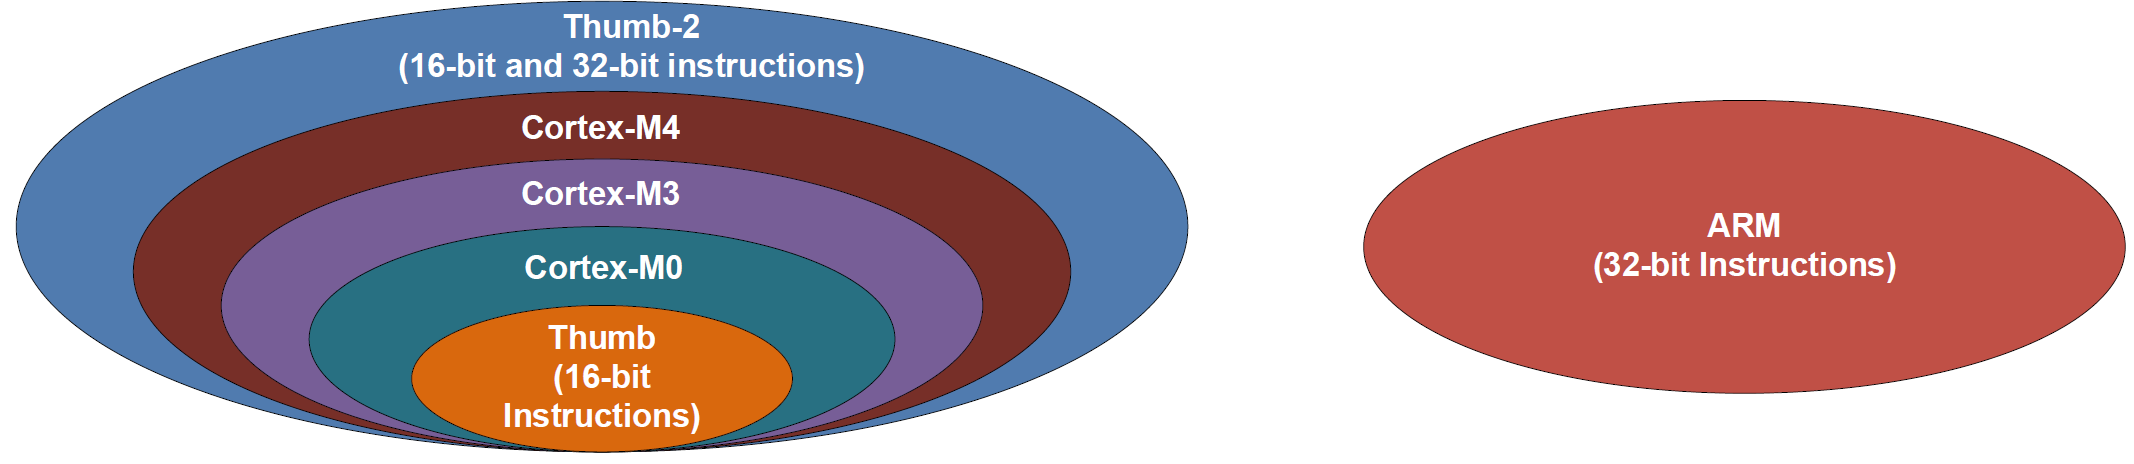 Thumb-2
(16-bit and 32-bit instructions)
Cortex-M4
Cortex-M3
Cortex-M0
Thumb
(16-bit
Instructions)
ARM
(32-bit Instructions)